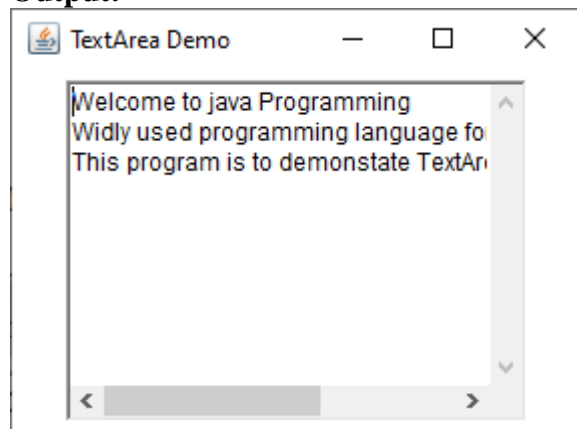 Output:
TextArea Demo
Welcome to java Programming
Widly used programming language fo
This program is to demonstate TextAr